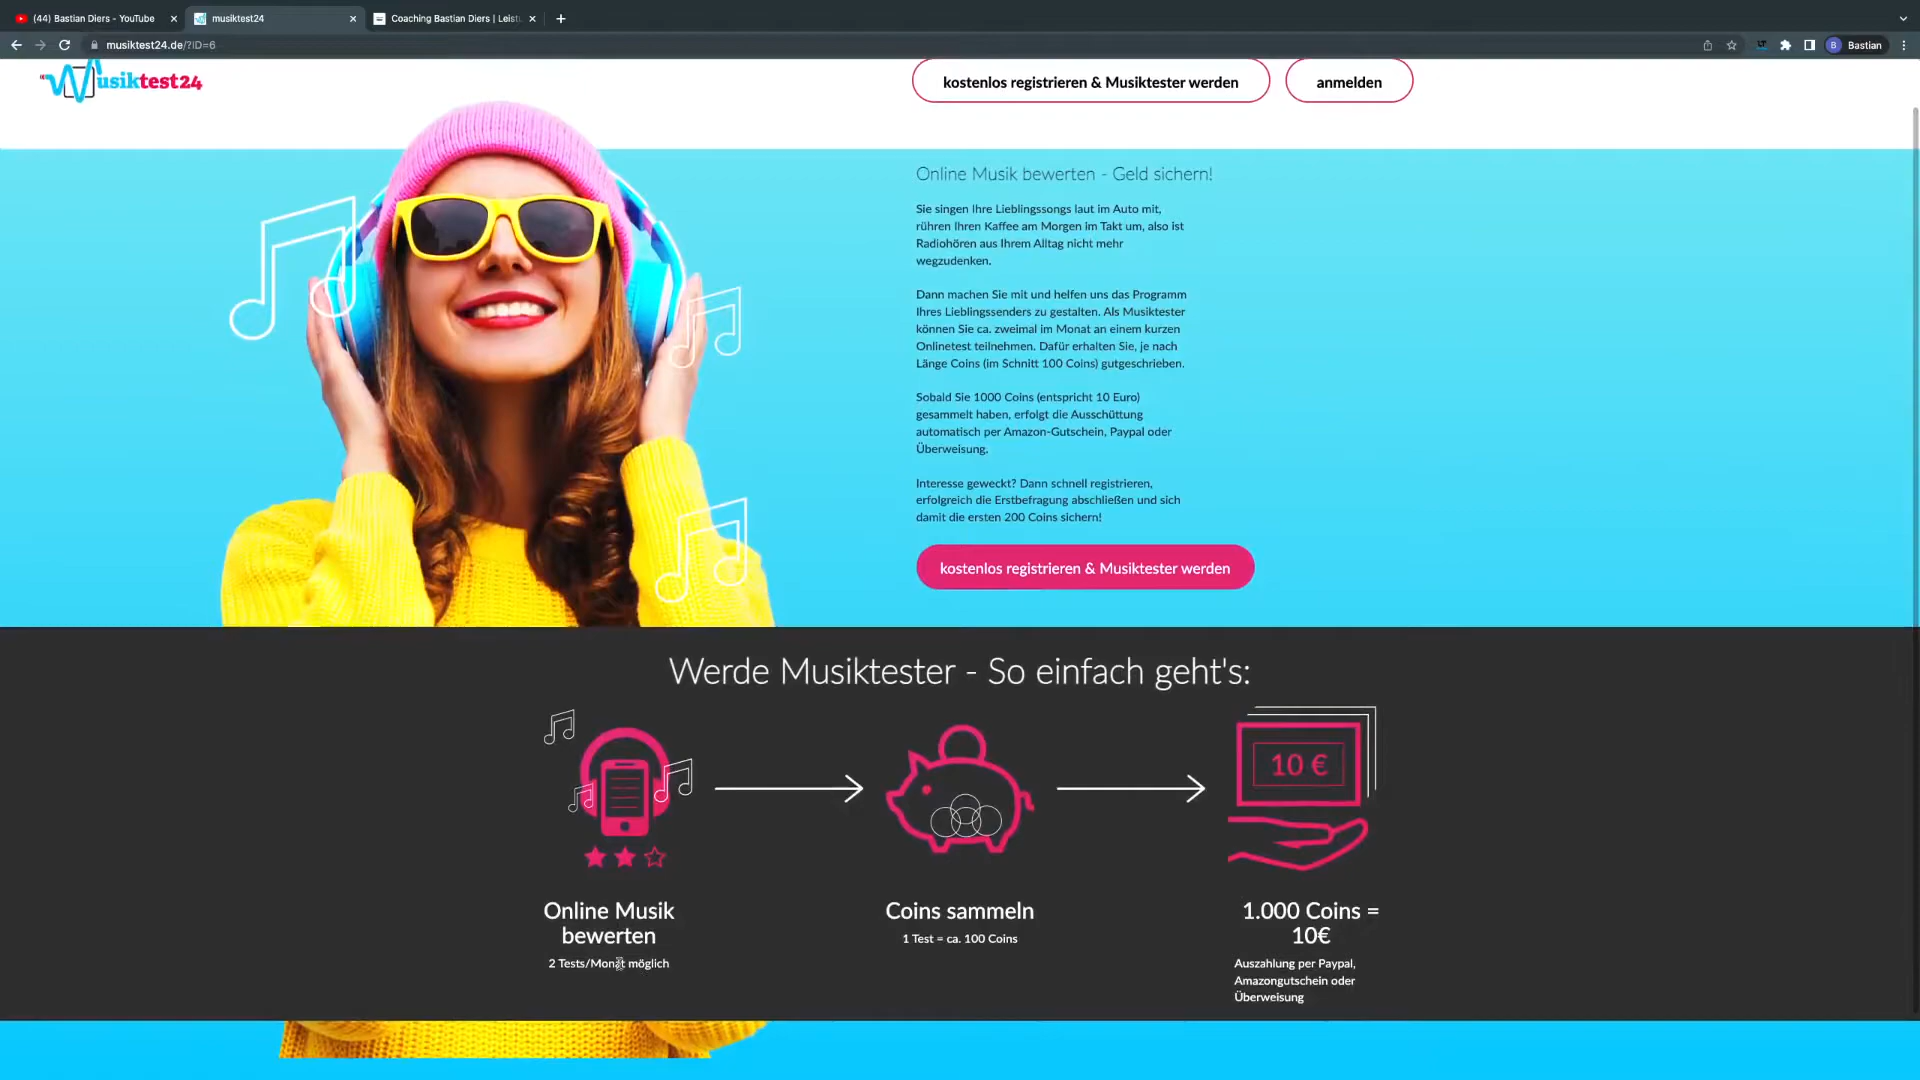 (44) Bastian Diers - YouTube
musiktest24
Coaching Bastian Diers | Leist
musiktest24.de/?ID=6
B
Bastian
Musiktest24
kostenlos registrieren & Musiktester werden
anmelden
Online Musik bewerten - Geld sichern!
Sie singen Ihre Lieblingssongs laut im Auto mit,
rühren Ihren Kaffee am Morgen im Takt um, also ist
Radiohören aus Ihrem Alltag nicht mehr
wegzudenken.
Dann machen Sie mit und helfen uns das Programm
Ihres Lieblingssenders zu gestalten. Als Musiktester
können Sie ca. zweimal im Monat an einem kurzen
Onlinetest teilnehmen. Dafür erhalten Sie, je nach
Länge Coins (im Schnitt 100 Coins) gutgeschrieben.
Sobald Sie 1000 Coins (entspricht 10 Euro)
gesammelt haben, erfolgt die Ausschüttung
automatisch per Amazon-Gutschein, Paypal oder
Überweisung.
Interesse geweckt? Dann schnell registrieren,
erfolgreich die Erstbefragung abschließen und sich
damit die ersten 200 Coins sichern!
kostenlos registrieren & Musiktester werden
Werde Musiktester - So einfach geht's:
10 €
Online Musik
bewerten
2 Tests/Monat möglich
Coins sammeln
1 Test = ca. 100 Coins
1.000 Coins =
10€
Auszahlung per Paypal,
Amazongutschein oder
Überweisung